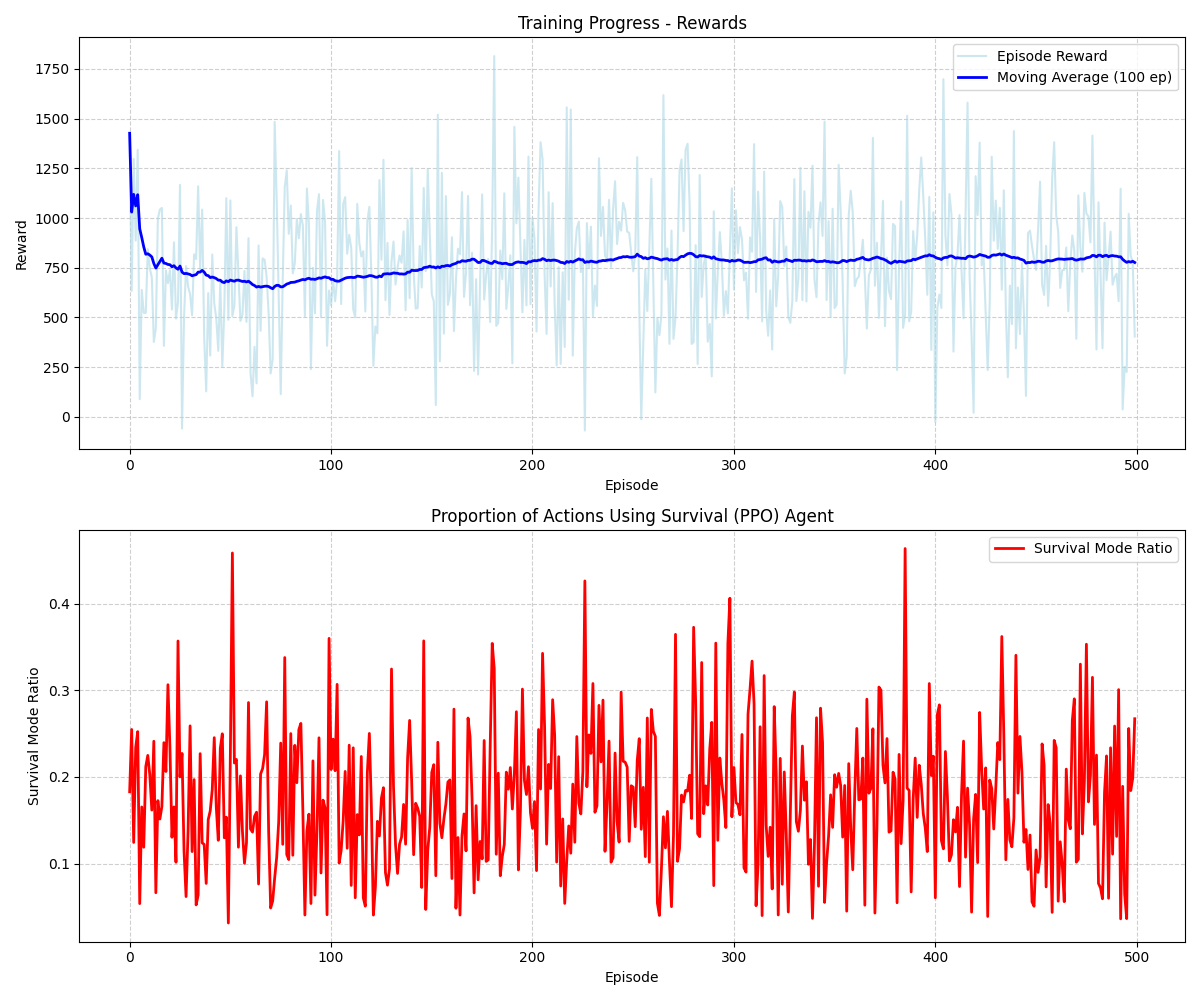 Training Progress - Rewards
Episode Reward
Moving Average (100 ep)
Reward
1750
1500
1250
1000
750
500
250
0
0 100 200 300 400 500
Episode
Proportion of Actions Using Survival (PPO) Agent
Survival Mode Ratio
Survival Mode Ratio
0.4
0.3
0.2
0.1
0 100 200 300 400 500
Episode